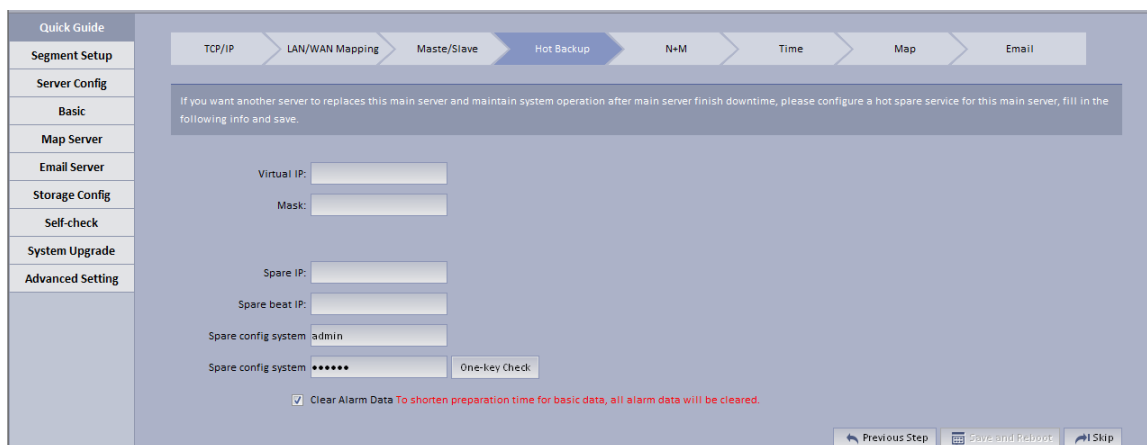 Quick Guide
Segment Setup
Server Config
Basic
Map Server
Email Server
Storage Config
Self-check
System Upgrade
Advanced Setting
TCP/IP LAN/WAN Mapping Maste/Slave Hot Backup N+M Time Map Email
If you want another server to replaces this main server and maintain system operation after main server finish downtime, please configure a hot spare service for this main server, fill in the
following info and save.
Virtual IP:
Mask:
Spare IP:
Spare beat IP:
Spare config system admin
Spare config system •••••• One-key Check
Clear Alarm Data To shorten preparation time for basic data, all alarm data will be cleared.
Previous Step Save and Reboot Skip